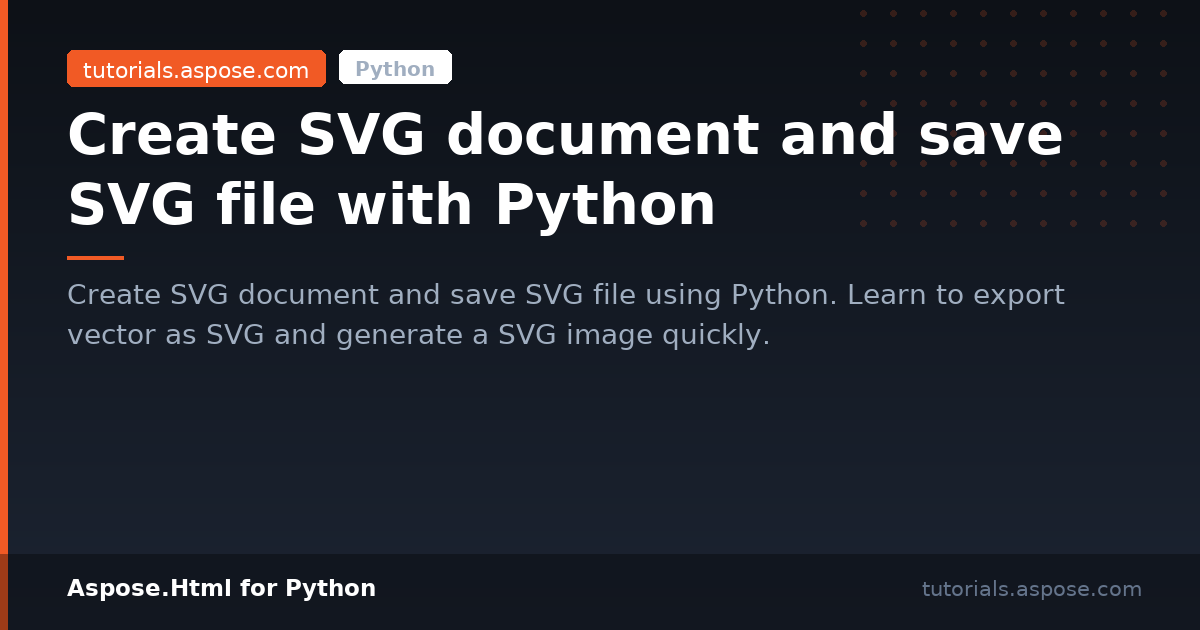 tutorials.aspose.com
Python
Create SVG document and save
SVG file with Python
Create SVG document and save SVG file using Python. Learn to export
vector as SVG and generate a SVG image quickly.
Aspose.Html for Python
tutorials.aspose.com